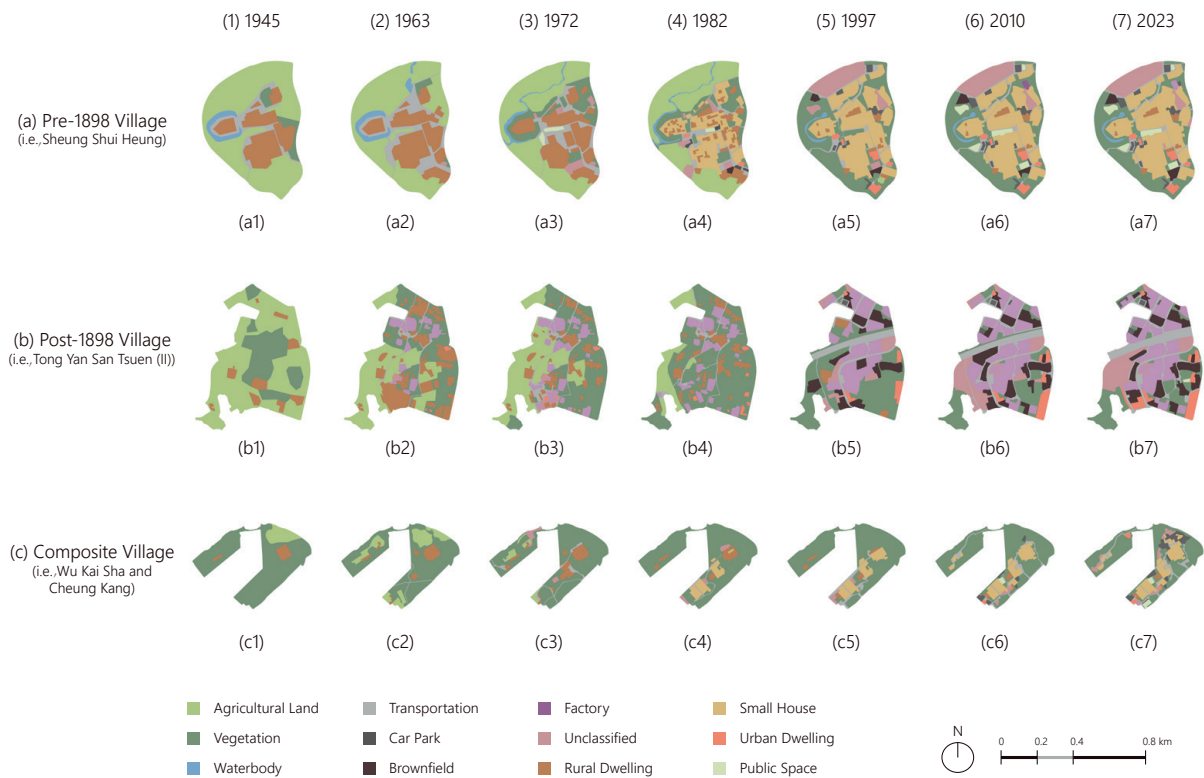 (1) 1945 (2) 1963 (3) 1972 (4) 1982 (5) 1997 (6) 2010 (7) 2023
(a) Pre-1898 Village
(i.e.,Sheung Shui Heung)
(a1) (a2) (a3) (a4) (a5) (a6) (a7)
(b) Post-1898 Village
(i.e.,Tong Yan San Tsuen (II))
(b1) (b2) (b3) (b4) (b5) (b6) (b7)
(c) Composite Village
(i.e.,Wu Kai Sha and
Cheung Kang)
(c1) (c2) (c3) (c4) (c5) (c6) (c7)
Agricultural Land Transportation Factory Small House
Vegetation Car Park Unclassified Urban Dwelling
Waterbody Brownfield Rural Dwelling Public Space
N
0 0.2 0.4 0.8 km